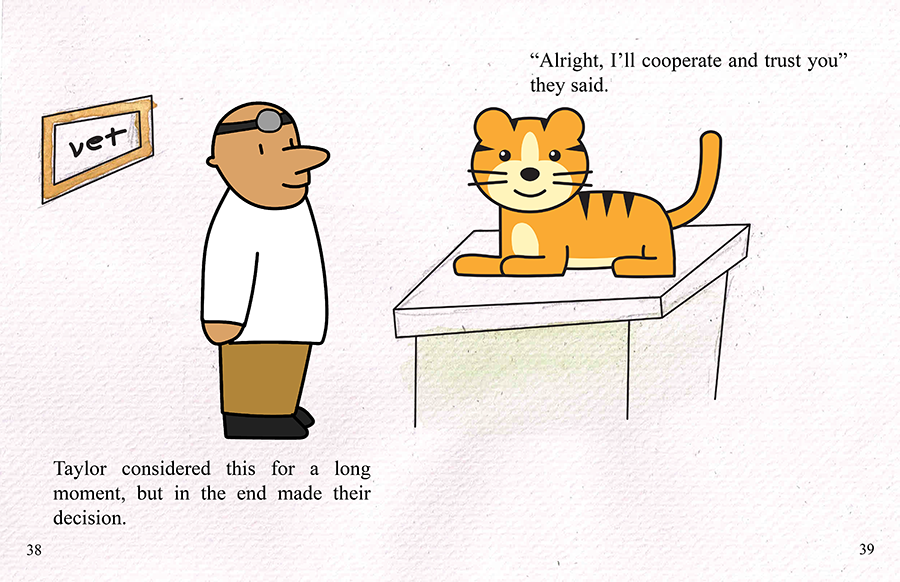 vet
Taylor considered this for a long
moment, but in the end made their
decision.
38
“Alright, I’ll cooperate and trust you”
they said.
39